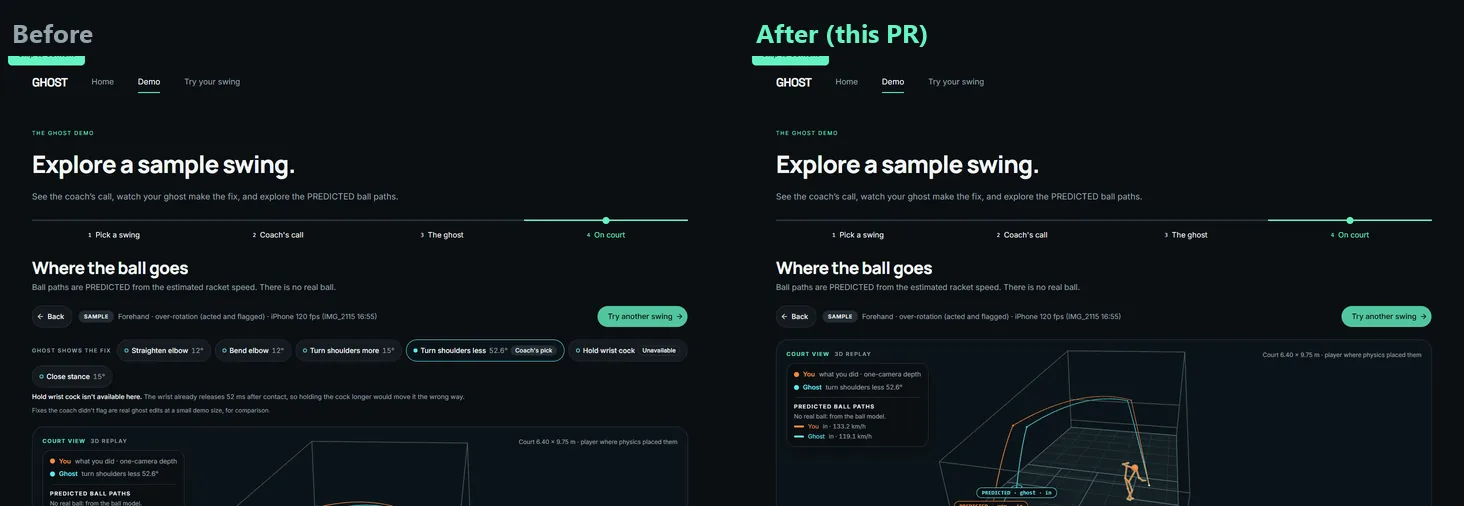 Before
GHOST Home Demo Try your swing
THE GHOST DEMO
Explore a sample swing.
See the coach's call, watch your ghost make the fix, and explore the PREDICTED ball paths.
1 Pick a swing 2 Coach's call 3 The ghost 4 On court
Where the ball goes
Ball paths are PREDICTED from the estimated racket speed. There is no real ball.
← Back SAMPLE Forehand · over-rotation (acted and flagged) · iPhone 120 fps (IMG_2115 16:55) Try another swing →
GHOST SHOWS THE FIX Straighten elbow 12° Bend elbow 12° Turn shoulders more 15° Turn shoulders less 52.6° Coach's pick Hold wrist cock Unavailable
Close stance 15°
Hold wrist cock isn't available here. The wrist already releases 52 ms after contact, so holding the cock longer would move it the wrong way.
Fixes the coach didn't flag are real ghost edits at a small demo size, for comparison.
COURT VIEW 3D REPLAY Court 6.40 × 9.75 m · player where physics placed them
You what you did · one-camera depth
Ghost turn shoulders less 52.6°
PREDICTED BALL PATHS
No real ball: from the ball model.
After (this PR)
GHOST Home Demo Try your swing
THE GHOST DEMO
Explore a sample swing.
See the coach's call, watch your ghost make the fix, and explore the PREDICTED ball paths.
1 Pick a swing 2 Coach's call 3 The ghost 4 On court
Where the ball goes
Ball paths are PREDICTED from the estimated racket speed. There is no real ball.
← Back SAMPLE Forehand · over-rotation (acted and flagged) · iPhone 120 fps (IMG_2115 16:55) Try another swing →
COURT VIEW 3D REPLAY Court 6.40 × 9.75 m · player where physics placed them
You what you did · one-camera depth
Ghost turn shoulders less 52.6°
PREDICTED BALL PATHS
No real ball: from the ball model.
You in · 133.2 km/h
Ghost in · 119.1 km/h
PREDICTED · ghost · in